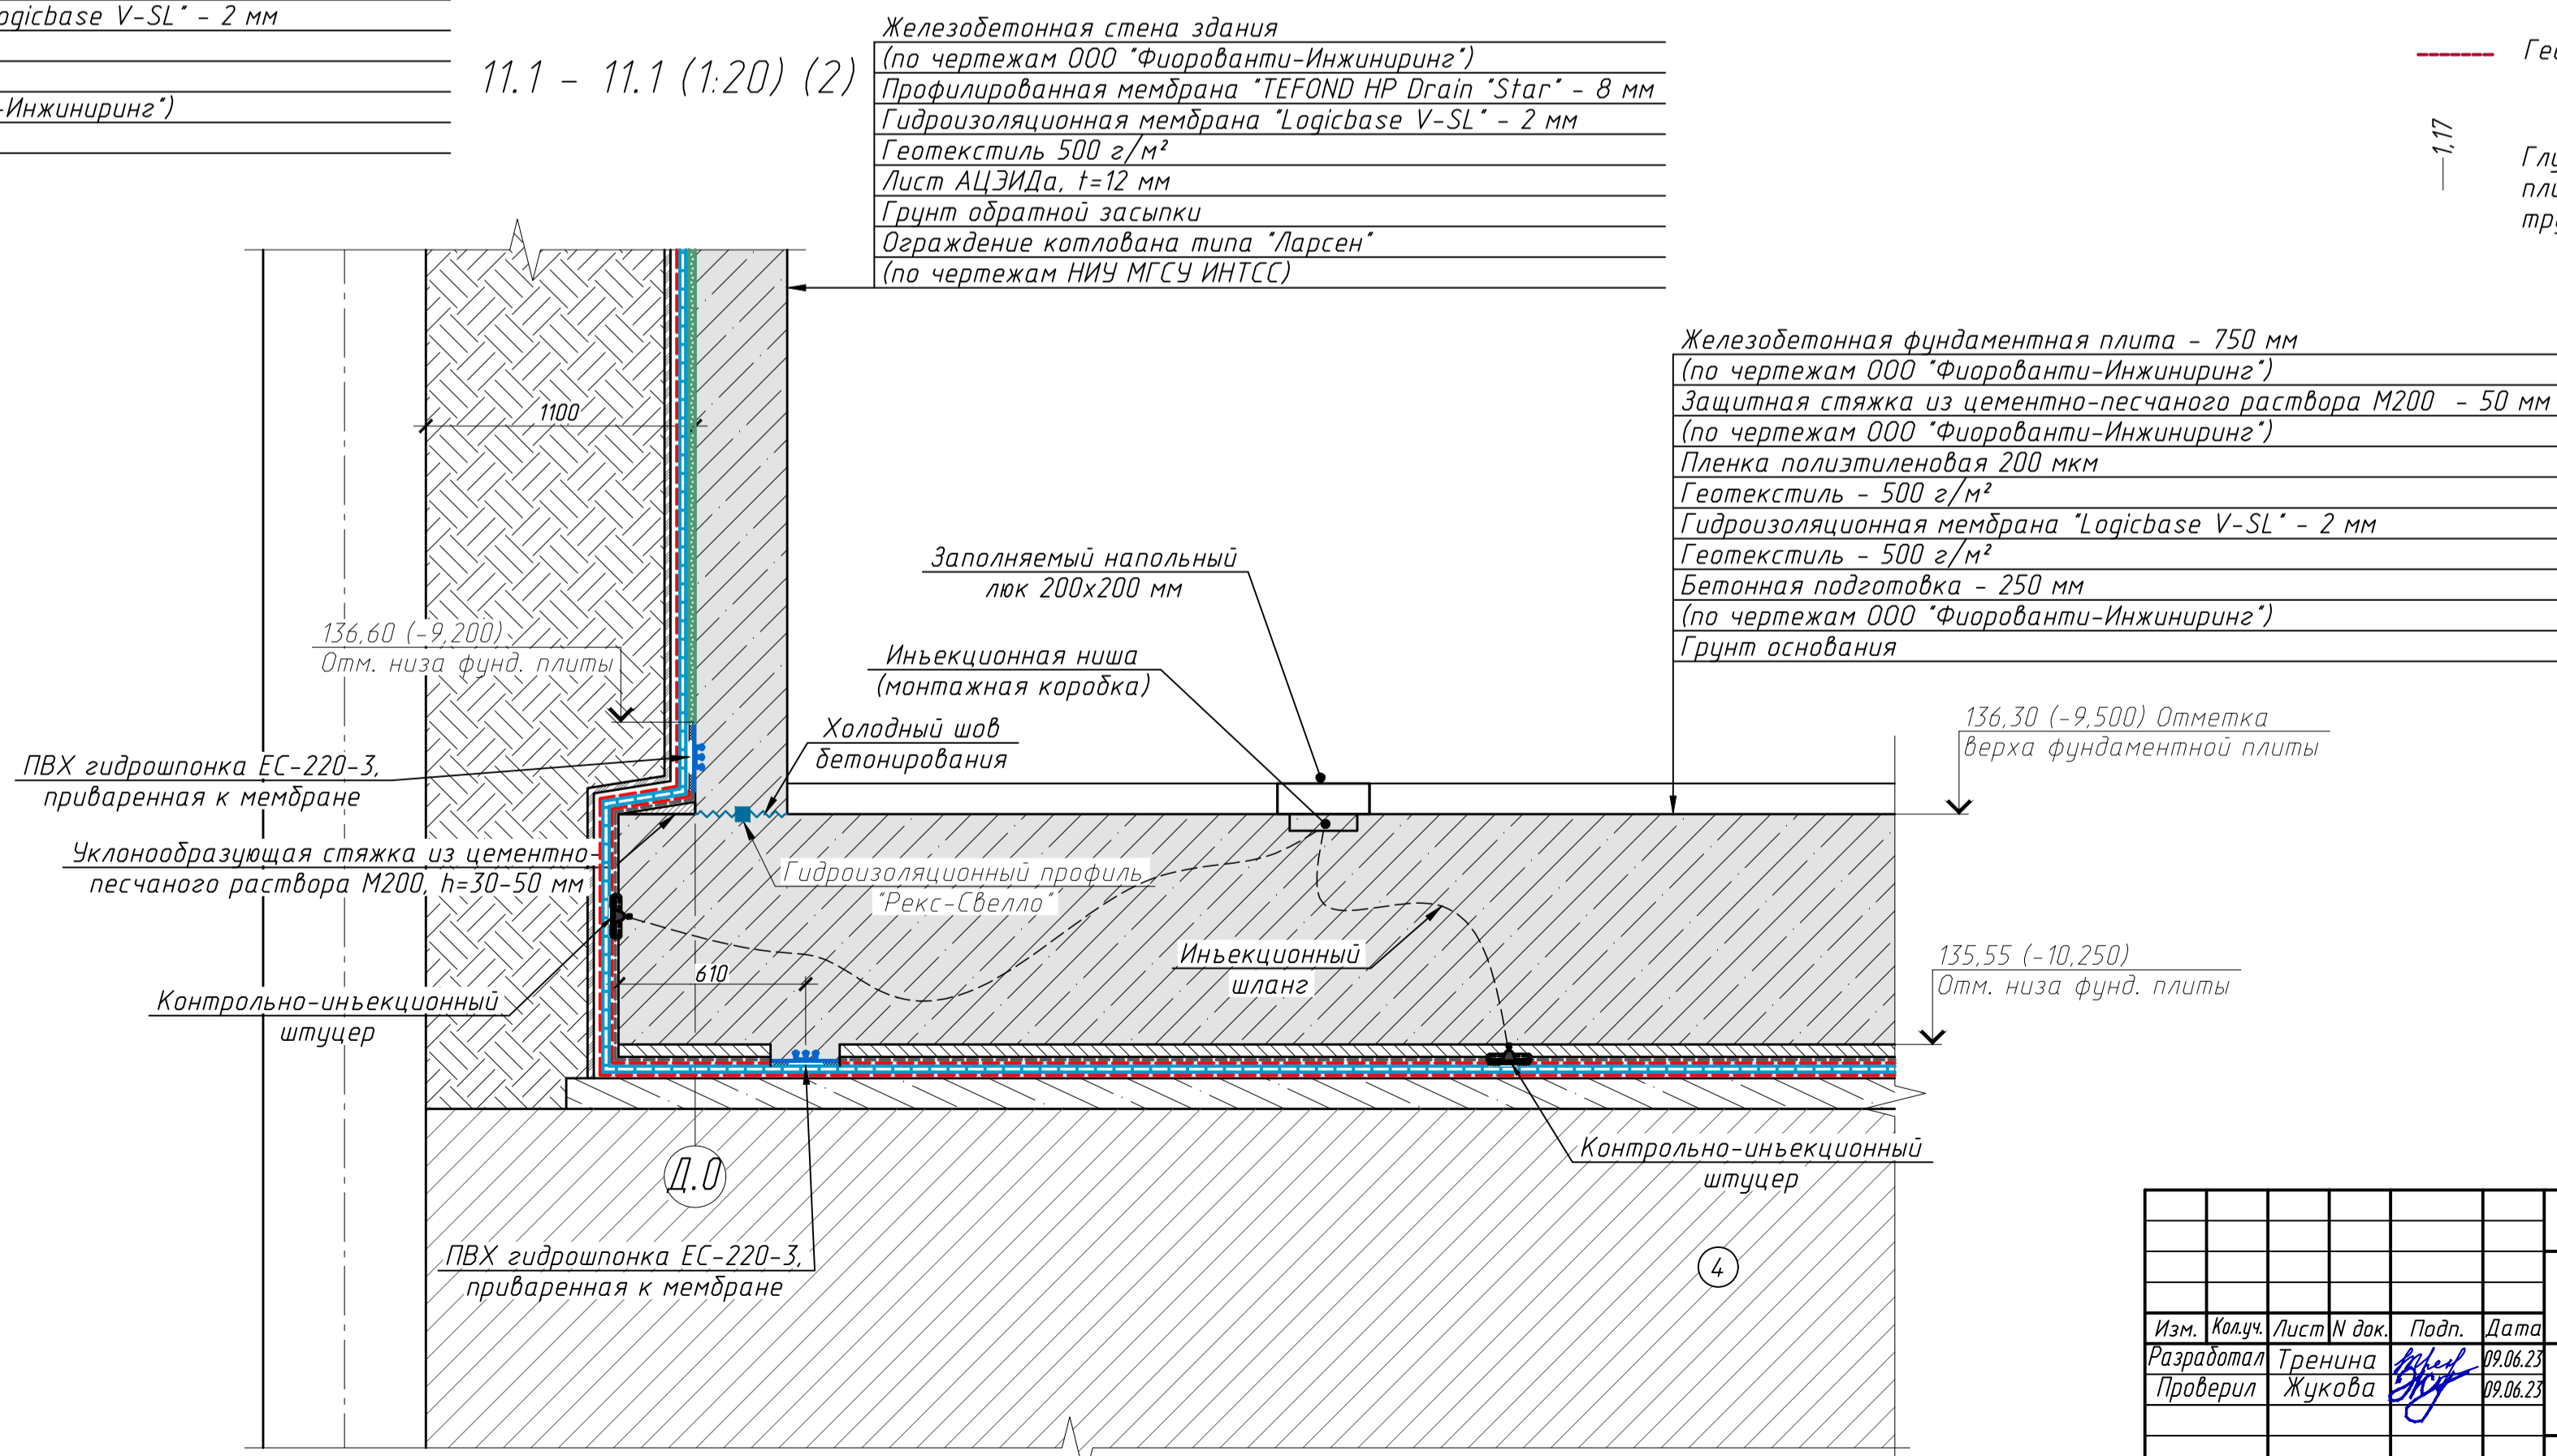 ogicbase V-SL" - 2 мм
-Инжиниринг")
11.1 - 11.1 (1:20) (2)
Железобетонная стена здания
(по чертежам ООО "Фиорованти-Инжиниринг")
Профилированная мембрана "TEFOND HP Drain "Star" - 8 мм
Гидроизоляционная мембрана "Logicbase V-SL" - 2 мм
Геотекстиль 500 г/м²
Лист АЦЭИДа, t=12 мм
Грунт обратной засыпки
Ограждение котлована типа "Ларсен"
(по чертежам НИУ МГСУ ИНТСС)
1,17
Железобетонная фундаментная плита - 750 мм
(по чертежам ООО "Фиорованти-Инжиниринг")
Защитная стяжка из цементно-песчаного раствора М200 - 50 мм
(по чертежам ООО "Фиорованти-Инжиниринг")
Пленка полиэтиленовая 200 мкм
Геотекстиль - 500 г/м²
Гидроизоляционная мембрана "Logicbase V-SL" - 2 мм
Геотекстиль - 500 г/м²
Бетонная подготовка - 250 мм
(по чертежам ООО "Фиорованти-Инжиниринг")
Грунт основания
1100
Заполняемый напольный
люк 200х200 мм
136,60 (-9,200)
Отм. низа фунд. плиты
Инъекционная ниша
(монтажная коробка)
Холодный шов
бетонирования
136,30 (-9,500) Отметка
верха фундаментной плиты
ПВХ гидрошпонка ЕС-220-3,
приваренная к мембране
Уклонообразующая стяжка из цементно-
песчаного раствора М200, h=30-50 мм
Гидроизоляционный профиль
"Рекс-Свелло"
Инъекционный
шланг
135,55 (-10,250)
Отм. низа фунд. плиты
610
Контрольно-инъекционный
штуцер
Контрольно-инъекционный
штуцер
Д.0
ПВХ гидрошпонка ЕС-220-3,
приваренная к мембране
4
Изм. Кол.уч. Лист N док. Подп. Дата
Разработал Тренина 09.06.23
Проверил Жукова 09.06.23